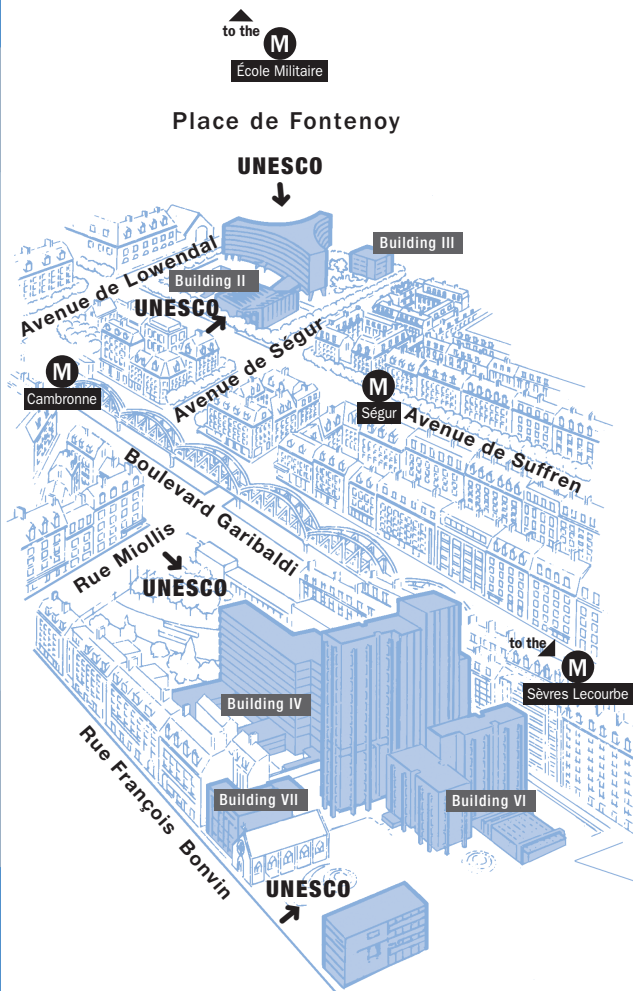 to the
M
École Militaire
Place de Fontenoy
UNESCO
Building III
Avenue de Lowendal
Building II
UNESCO
Avenue de Ségur
M
Cambronne
M
Ségur
Avenue de Suffren
Boulevard Garibaldi
Rue Miollis
UNESCO
to the
M
Sèvres Lecourbe
Building IV
Rue François Bonvin
Building VII
Building VI
UNESCO